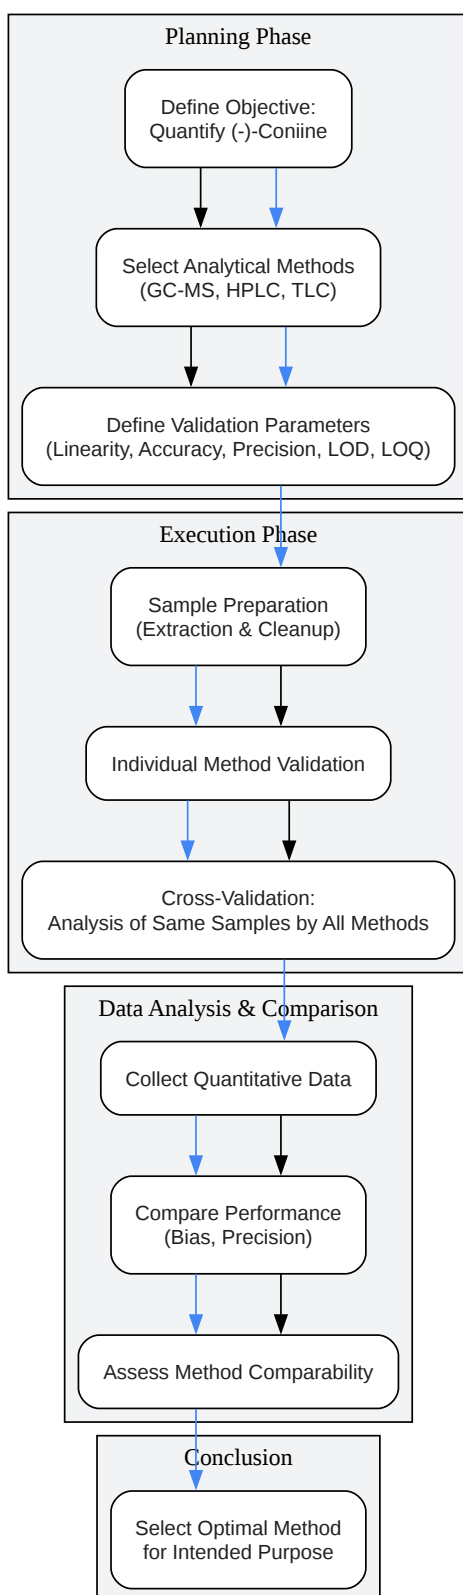 Planning Phase
Define Objective:
Quantify (-)-Coniine
Select Analytical Methods
(GC-MS, HPLC, TLC)
Define Validation Parameters
(Linearity, Accuracy, Precision, LOD, LOQ)
Execution Phase
Sample Preparation
(Extraction & Cleanup)
Individual Method Validation
Cross-Validation:
Analysis of Same Samples by All Methods
Data Analysis & Comparison
Collect Quantitative Data
Compare Performance
(Bias, Precision)
Assess Method Comparability
Conclusion
Select Optimal Method
for Intended Purpose